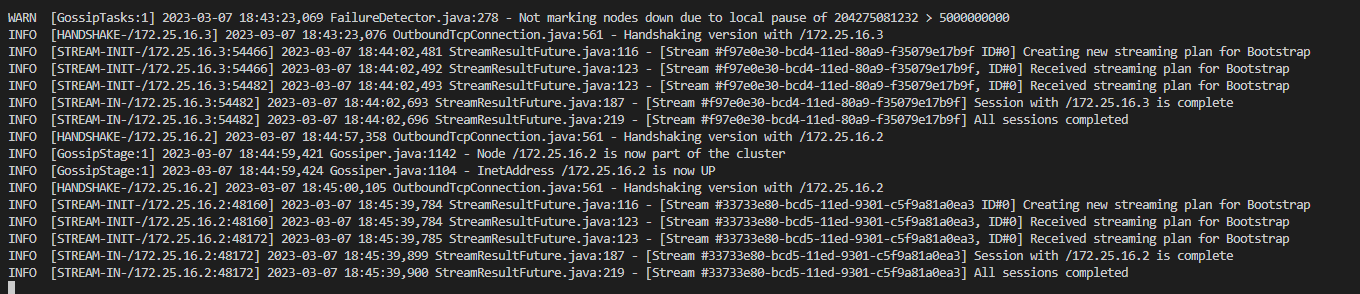 WARN  [GossipTasks:1] 2023-03-07 18:43:23,069 FailureDetector.java:278 - Not marking nodes down due to local pause of 204275081232 > 5000000000
INFO  [HANDSHAKE-/172.25.16.3] 2023-03-07 18:43:23,076 OutboundTcpConnection.java:561 - Handshaking version with /172.25.16.3
INFO  [STREAM-INIT-/172.25.16.3:54466] 2023-03-07 18:44:02,481 StreamResultFuture.java:116 - [Stream #f97e0e30-bcd4-11ed-80a9-f35079e17b9f ID#0] Creating new streaming plan for Bootstrap
INFO  [STREAM-INIT-/172.25.16.3:54466] 2023-03-07 18:44:02,492 StreamResultFuture.java:123 - [Stream #f97e0e30-bcd4-11ed-80a9-f35079e17b9f, ID#0] Received streaming plan for Bootstrap
INFO  [STREAM-INIT-/172.25.16.3:54482] 2023-03-07 18:44:02,493 StreamResultFuture.java:123 - [Stream #f97e0e30-bcd4-11ed-80a9-f35079e17b9f, ID#0] Received streaming plan for Bootstrap
INFO  [STREAM-IN-/172.25.16.3:54482] 2023-03-07 18:44:02,693 StreamResultFuture.java:187 - [Stream #f97e0e30-bcd4-11ed-80a9-f35079e17b9f] Session with /172.25.16.3 is complete
INFO  [STREAM-IN-/172.25.16.3:54482] 2023-03-07 18:44:02,696 StreamResultFuture.java:219 - [Stream #f97e0e30-bcd4-11ed-80a9-f35079e17b9f] All sessions completed
INFO  [HANDSHAKE-/172.25.16.2] 2023-03-07 18:44:57,358 OutboundTcpConnection.java:561 - Handshaking version with /172.25.16.2
INFO  [GossipStage:1] 2023-03-07 18:44:59,421 Gossiper.java:1142 - Node /172.25.16.2 is now part of the cluster
INFO  [GossipStage:1] 2023-03-07 18:44:59,424 Gossiper.java:1104 - InetAddress /172.25.16.2 is now UP
INFO  [HANDSHAKE-/172.25.16.2] 2023-03-07 18:45:00,105 OutboundTcpConnection.java:561 - Handshaking version with /172.25.16.2
INFO  [STREAM-INIT-/172.25.16.2:48160] 2023-03-07 18:45:39,784 StreamResultFuture.java:116 - [Stream #33733e80-bcd5-11ed-9301-c5f9a81a0ea3 ID#0] Creating new streaming plan for Bootstrap
INFO  [STREAM-INIT-/172.25.16.2:48160] 2023-03-07 18:45:39,784 StreamResultFuture.java:123 - [Stream #33733e80-bcd5-11ed-9301-c5f9a81a0ea3, ID#0] Received streaming plan for Bootstrap
INFO  [STREAM-INIT-/172.25.16.2:48172] 2023-03-07 18:45:39,785 StreamResultFuture.java:123 - [Stream #33733e80-bcd5-11ed-9301-c5f9a81a0ea3, ID#0] Received streaming plan for Bootstrap
INFO  [STREAM-IN-/172.25.16.2:48172] 2023-03-07 18:45:39,899 StreamResultFuture.java:187 - [Stream #33733e80-bcd5-11ed-9301-c5f9a81a0ea3] Session with /172.25.16.2 is complete
INFO  [STREAM-IN-/172.25.16.2:48172] 2023-03-07 18:45:39,900 StreamResultFuture.java:219 - [Stream #33733e80-bcd5-11ed-9301-c5f9a81a0ea3] All sessions completed